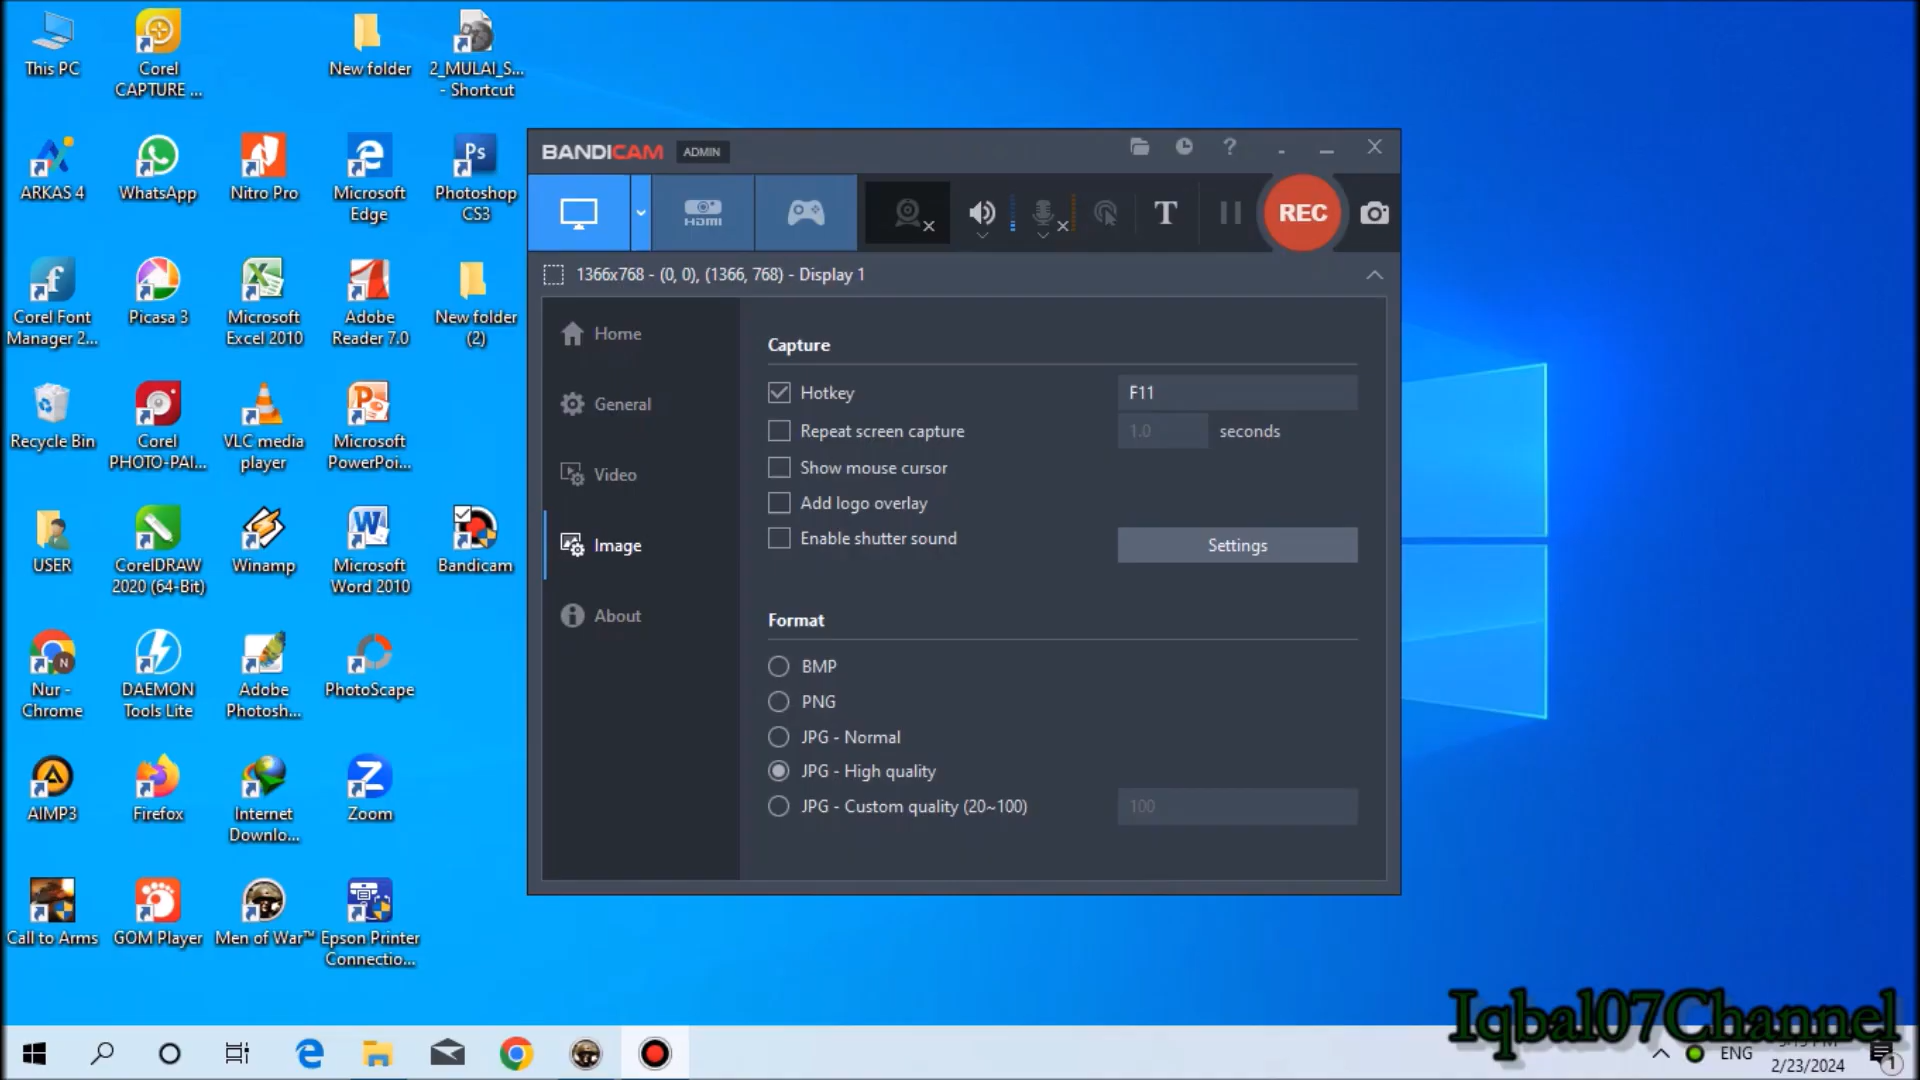 This PC
Corel
CAPTURE ...
New folder
2_MULAI_S...
- Shortcut
ARKAS 4
WhatsApp
Nitro Pro
Microsoft
Edge
Ps
Photoshop
CS3
Corel Font
Manager 2...
Picasa 3
Microsoft
Excel 2010
Adobe
Reader 7.0
New folder
(2)
Recycle Bin
Corel
PHOTO-PAI...
VLC media
player
Microsoft
PowerPoi...
USER
CorelDRAW
2020 (64-Bit)
Winamp
Microsoft
Word 2010
Bandicam
Nur -
Chrome
DAEMON
Tools Lite
Adobe
Photosh...
PhotoScape
AIMP3
Firefox
Internet
Downlo...
Zoom
Call to Arms
GOM Player
Men of War™
Epson Printer
Connectio...
BANDICAM
ADMIN
HDMI
T
REC
1366x768 - (0, 0), (1366, 768) - Display 1
Home
General
Video
Image
About
Capture
Hotkey
F11
Repeat screen capture
1.0
seconds
Show mouse cursor
Add logo overlay
Enable shutter sound
Settings
Format
BMP
PNG
JPG - Normal
JPG - High quality
JPG - Custom quality (20~100)
100
Iqbal07Channel
ENG
2/23/2024
1